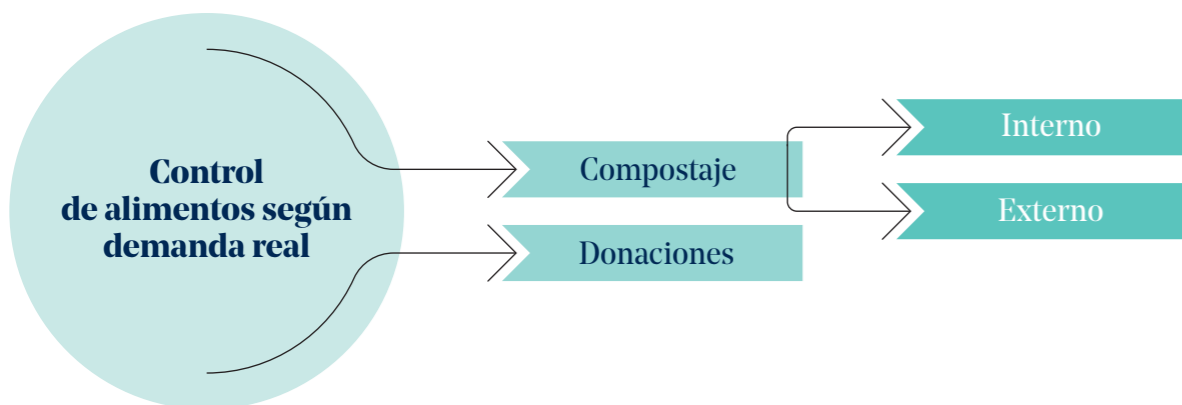 Control
de alimentos según
demanda real
Compostaje
Donaciones
Interno
Externo